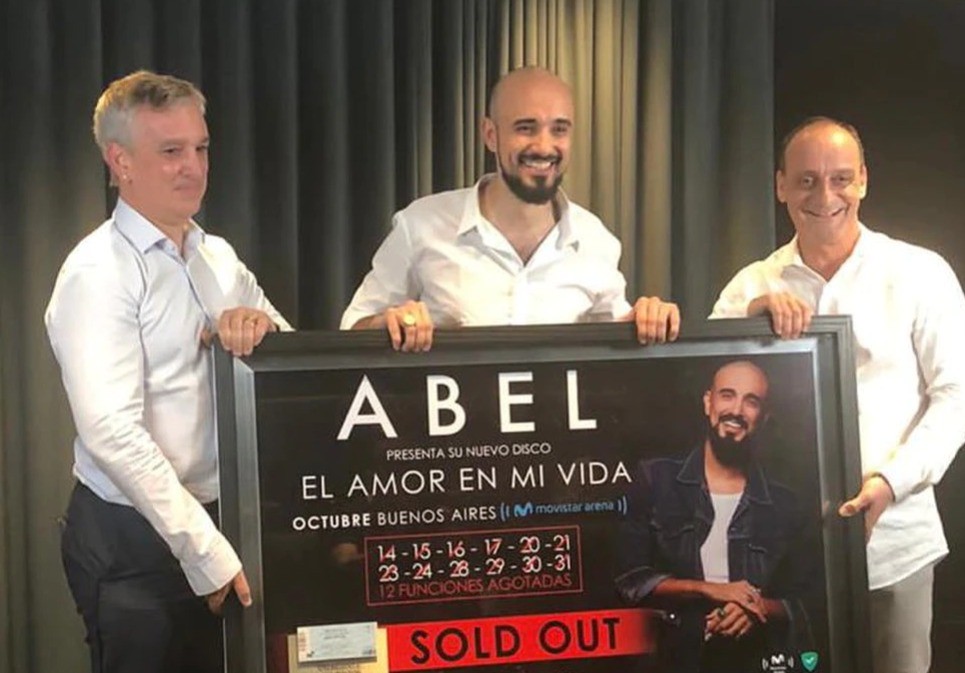 ABEL
PRESENTA SU NUEVO DISCO
EL AMOR EN MI VIDA
OCTUBRE BUENOS AIRES movistar arena
14 - 15 - 16 - 17 - 20 - 21
23 - 24 - 28 - 29 - 30 - 31
12 FUNCIONES AGOTADAS
SOLD OUT